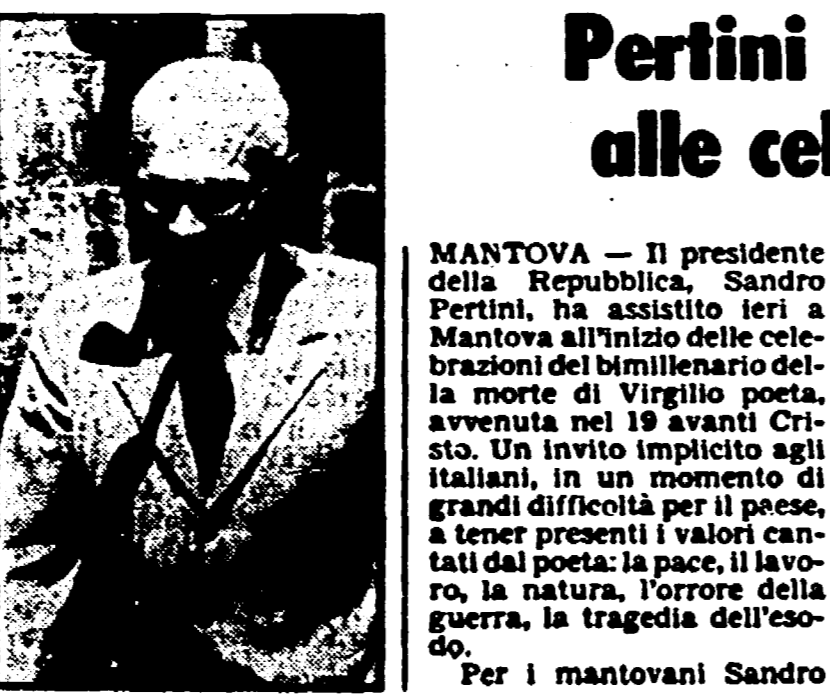 Pertini
alle cel
MANTOVA — Il presidente
della Repubblica, Sandro
Pertini, ha assistito ieri a
Mantova all'inizio delle cele-
brazioni del bimillenario del-
la morte di Virgilio poeta,
avvenuta nel 19 avanti Cri-
sto. Un invito implicito agli
italiani, in un momento di
grandi difficoltà per il paese,
a tener presenti i valori can-
tati dal poeta: la pace, il lavo-
ro, la natura, l'orrore della
guerra, la tragedia dell'eso-
do.
Per i mantovani Sandro